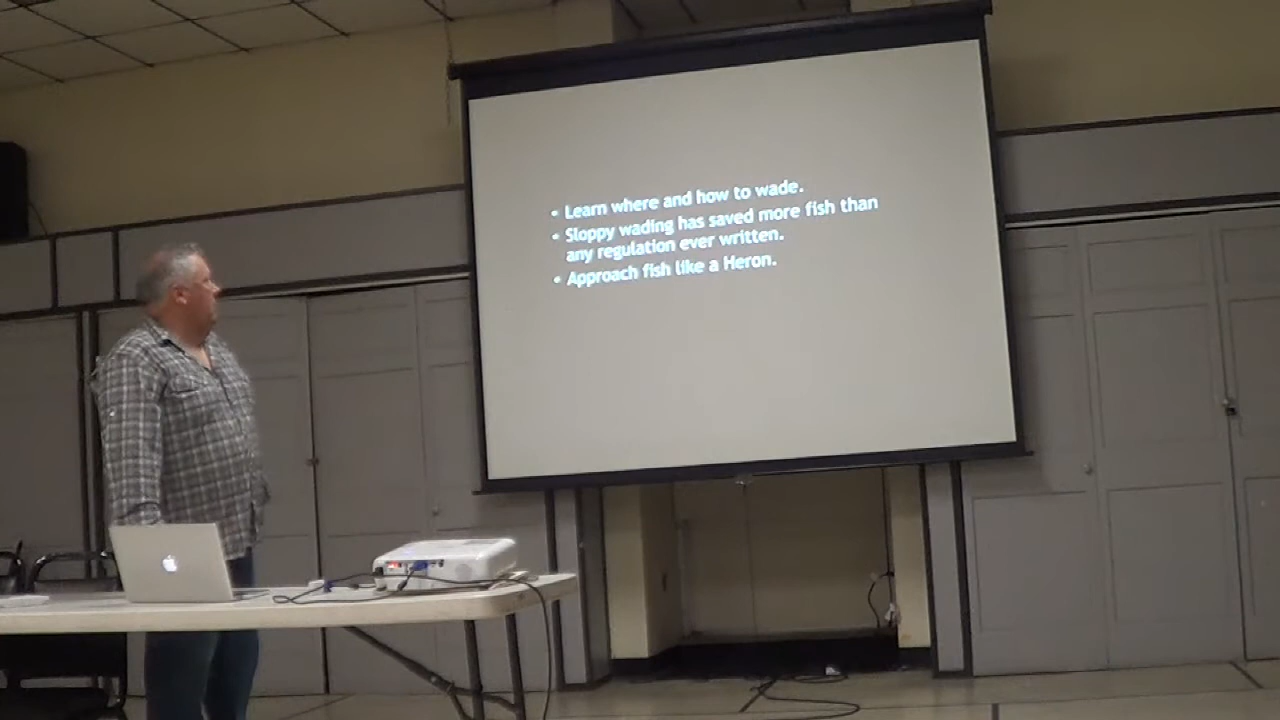 • Learn where and how to wade.
• Sloppy wading has saved more fish than
any regulation ever written.
• Approach fish like a Heron.